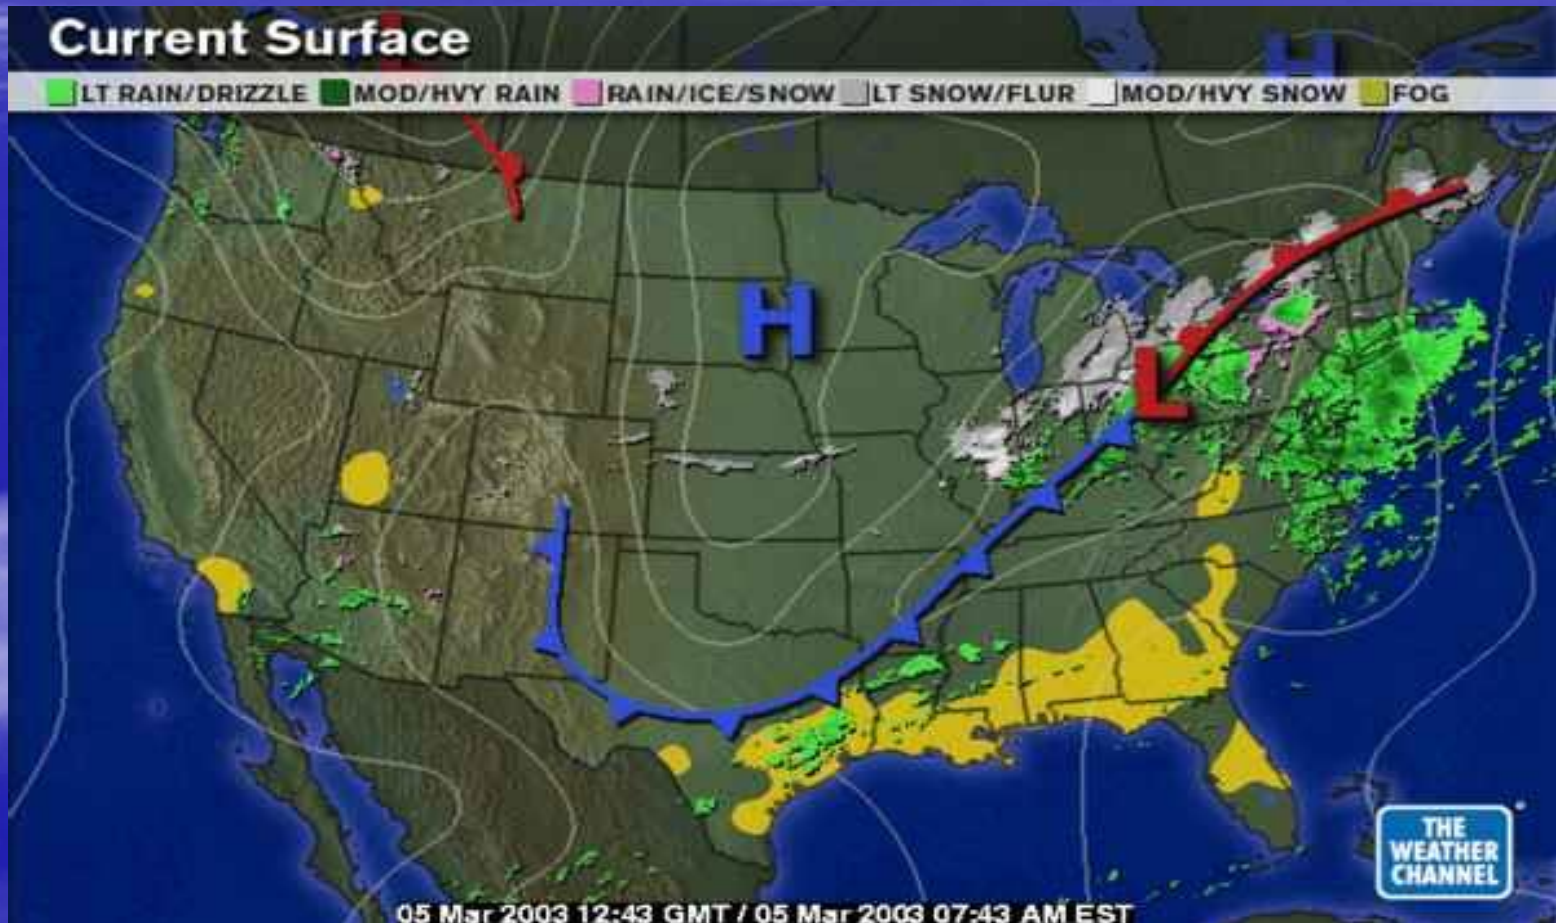 Current Surface
LT RAIN/DRIZZLE MOD/HVY RAIN RAIN/ICE/SNOW LT SNOW/FLUR MOD/HVY SNOW FOG
L
H
H
L
THE
WEATHER
CHANNEL
05 Mar 2003 12:43 GMT / 05 Mar 2003 07:43 AM EST